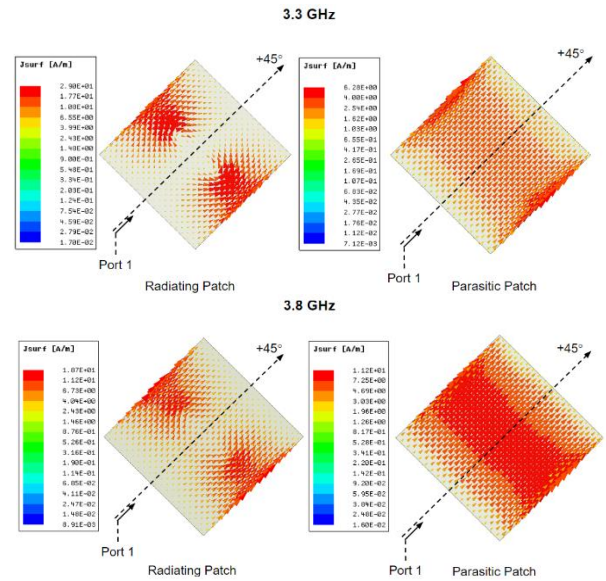 3.3 GHz
Jsurf [A/m]
2.90E+01
1.77E+01
1.08E+01
6.55E+00
3.99E+00
2.43E+00
1.48E+00
9.00E-01
5.48E-01
3.34E-01
2.03E-01
1.24E-01
7.54E-02
4.59E-02
2.79E-02
1.70E-02
+45°
Port 1
Radiating Patch
Jsurf [A/m]
6.28E+00
4.00E+00
2.54E+00
1.62E+00
1.03E+00
6.55E-01
4.17E-01
2.65E-01
1.69E-01
1.07E-01
6.83E-02
4.35E-02
2.77E-02
1.76E-02
1.12E-02
7.12E-03
+45°
Port 1
Parasitic Patch
3.8 GHz
Jsurf [A/m]
1.87E+01
1.12E+01
6.73E+00
4.04E+00
2.43E+00
1.46E+00
8.76E-01
5.26E-01
3.16E-01
1.90E-01
1.14E-01
6.85E-02
4.11E-02
2.47E-02
1.48E-02
8.91E-03
+45°
Port 1
Radiating Patch
Jsurf [A/m]
1.12E+01
7.25E+00
4.69E+00
3.03E+00
1.96E+00
1.26E+00
8.17E-01
5.28E-01
3.41E-01
2.20E-01
1.42E-01
9.20E-02
5.95E-02
3.84E-02
2.48E-02
1.60E-02
+45°
Port 1
Parasitic Patch